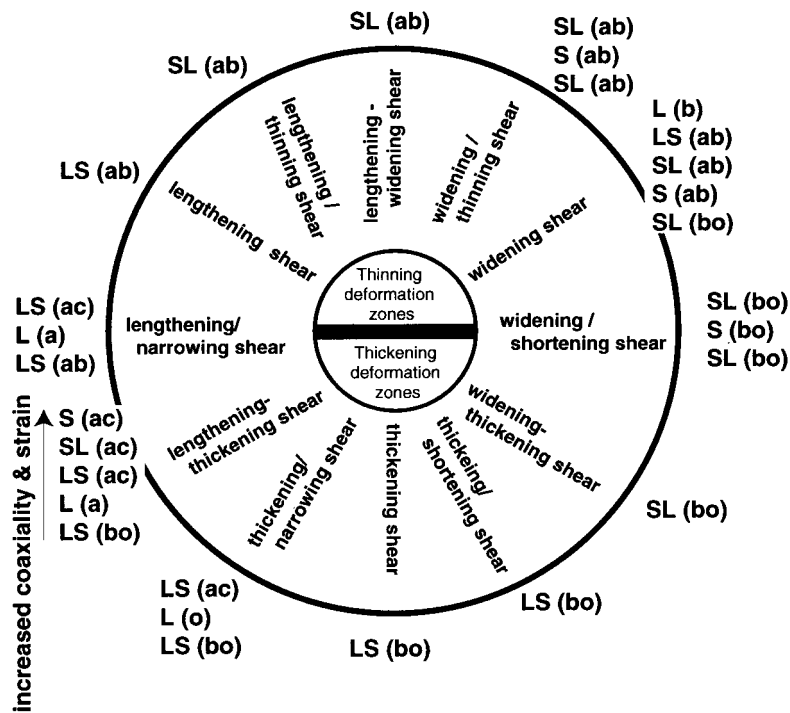 SL (ab)
SL (ab)
S (ab)
SL (ab)
SL (ab)
L (b)
LS (ab)
SL (ab)
S (ab)
SL (bo)
LS (ab)
lengthening /
thinning shear
lengthening -
widening shear
widening /
thinning shear
lengthening shear
widening shear
Thinning
deformation
zones
LS (ac)
L (a)
LS (ab)
lengthening/
narrowing shear
widening /
shortening shear
SL (bo)
S (bo)
SL (bo)
Thickening
deformation
zones
increased coaxiality & strain
S (ac)
SL (ac)
LS (ac)
L (a)
LS (bo)
lengthening-
thickening shear
thickening/
narrowing shear
thickening shear
thickeing/
shortening shear
widening-
thickening shear
SL (bo)
LS (ac)
L (o)
LS (bo)
LS (bo)
LS (bo)